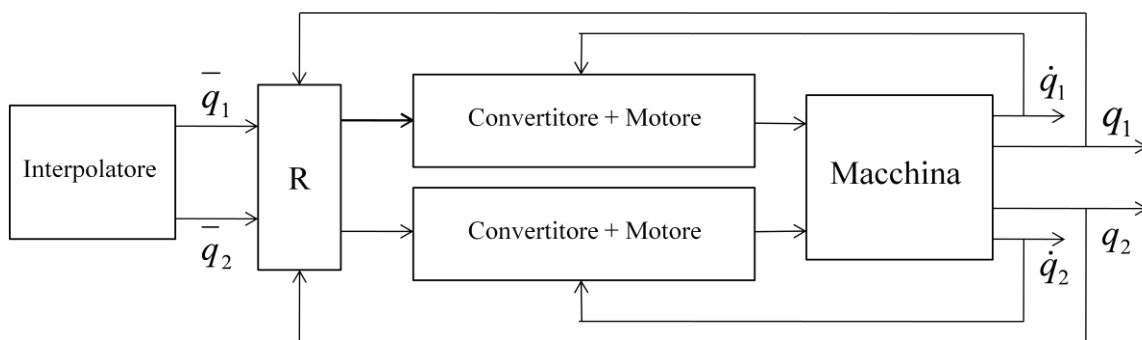 q̇₁
q̄₁
Convertitore + Motore
q₁
Interpolatore
R
Macchina
q̄₂
Convertitore + Motore
q₂
q̇₂